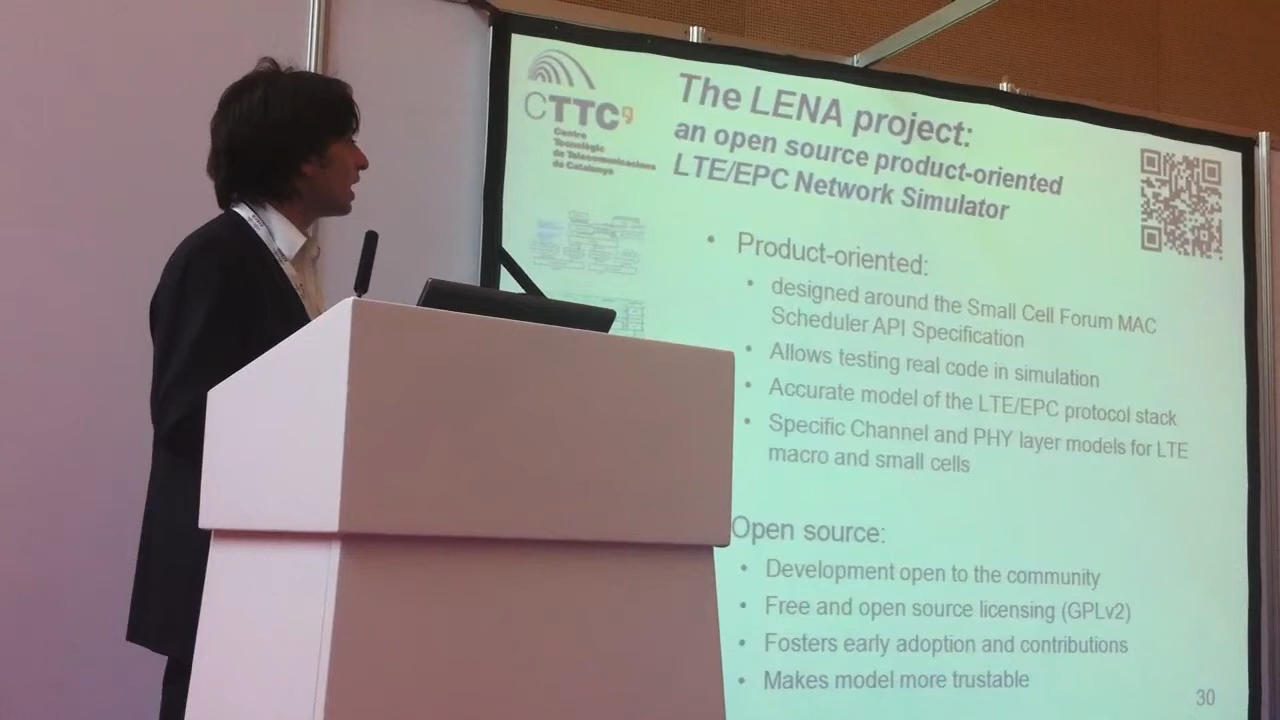 CTTC9
Centre
Tecnològic
de Telecomunicacions
de Catalunya
The LENA project:
an open source product-oriented
LTE/EPC Network Simulator
• Product-oriented:
• designed around the Small Cell Forum MAC
Scheduler API Specification
• Allows testing real code in simulation
• Accurate model of the LTE/EPC protocol stack
• Specific Channel and PHY layer models for LTE
macro and small cells
Open source:
• Development open to the community
• Free and open source licensing (GPLv2)
• Fosters early adoption and contributions
• Makes model more trustable
30